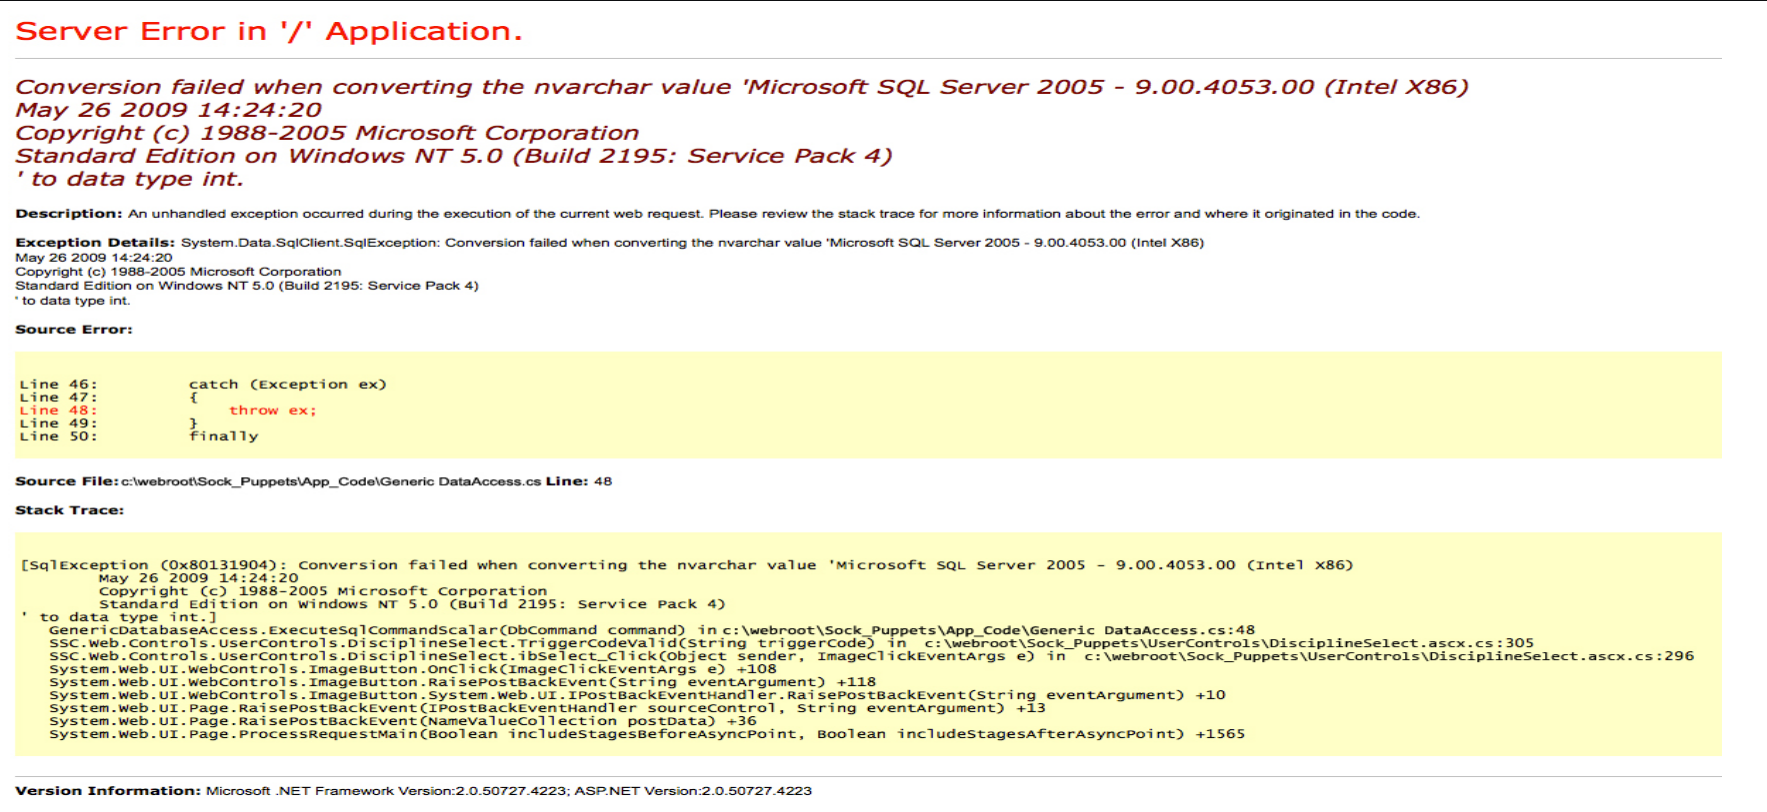 Server Error in '/' Application.
Conversion failed when converting the nvarchar value 'Microsoft SQL Server 2005 - 9.00.4053.00 (Intel X86)
May 26 2009 14:24:20
Copyright (c) 1988-2005 Microsoft Corporation
Standard Edition on Windows NT 5.0 (Build 2195: Service Pack 4)
' to data type int.
Description: An unhandled exception occurred during the execution of the current web request. Please review the stack trace for more information about the error and where it originated in the code.
Exception Details: System.Data.SqlClient.SqlException: Conversion failed when converting the nvarchar value 'Microsoft SQL Server 2005 - 9.00.4053.00 (Intel X86)
May 26 2009 14:24:20
Copyright (c) 1988-2005 Microsoft Corporation
Standard Edition on Windows NT 5.0 (Build 2195: Service Pack 4)
' to data type int.
Source Error:
Line 46: catch (Exception ex)
Line 47: {
Line 48: throw ex;
Line 49: }
Line 50: finally
Source File: c:\webroot\Sock_Puppets\App_Code\Generic DataAccess.cs Line: 48
Stack Trace:
[SqlException (0x80131904): Conversion failed when converting the nvarchar value 'Microsoft SQL Server 2005 - 9.00.4053.00 (Intel X86)
May 26 2009 14:24:20
Copyright (c) 1988-2005 Microsoft Corporation
Standard Edition on Windows NT 5.0 (Build 2195: Service Pack 4)
' to data type int.]
GenericDatabaseAccess.ExecuteSqlCommandScalar(DbCommand command) in c:\webroot\Sock_Puppets\App_Code\Generic DataAccess.cs:48
SSC.Web.Controls.UserControls.DisciplineSelect.TriggerCodeValid(String triggerCode) in c:\webroot\Sock_Puppets\UserControls\DisciplineSelect.ascx.cs:305
SSC.Web.Controls.UserControls.DisciplineSelect.ibSelect_Click(Object sender, ImageClickEventArgs e) in c:\webroot\Sock_Puppets\UserControls\DisciplineSelect.ascx.cs:296
System.Web.UI.WebControls.ImageButton.OnClick(ImageClickEventArgs e) +108
System.Web.UI.WebControls.ImageButton.RaisePostBackEvent(String eventArgument) +118
System.Web.UI.WebControls.ImageButton.System.Web.UI.IPostBackEventHandler.RaisePostBackEvent(String eventArgument) +10
System.Web.UI.Page.RaisePostBackEvent(IPostBackEventHandler sourceControl, String eventArgument) +13
System.Web.UI.Page.RaisePostBackEvent(NameValueCollection postData) +36
System.Web.UI.Page.ProcessRequestMain(Boolean includeStagesBeforeAsyncPoint, Boolean includeStagesAfterAsyncPoint) +1565
Version Information: Microsoft .NET Framework Version:2.0.50727.4223; ASP.NET Version:2.0.50727.4223